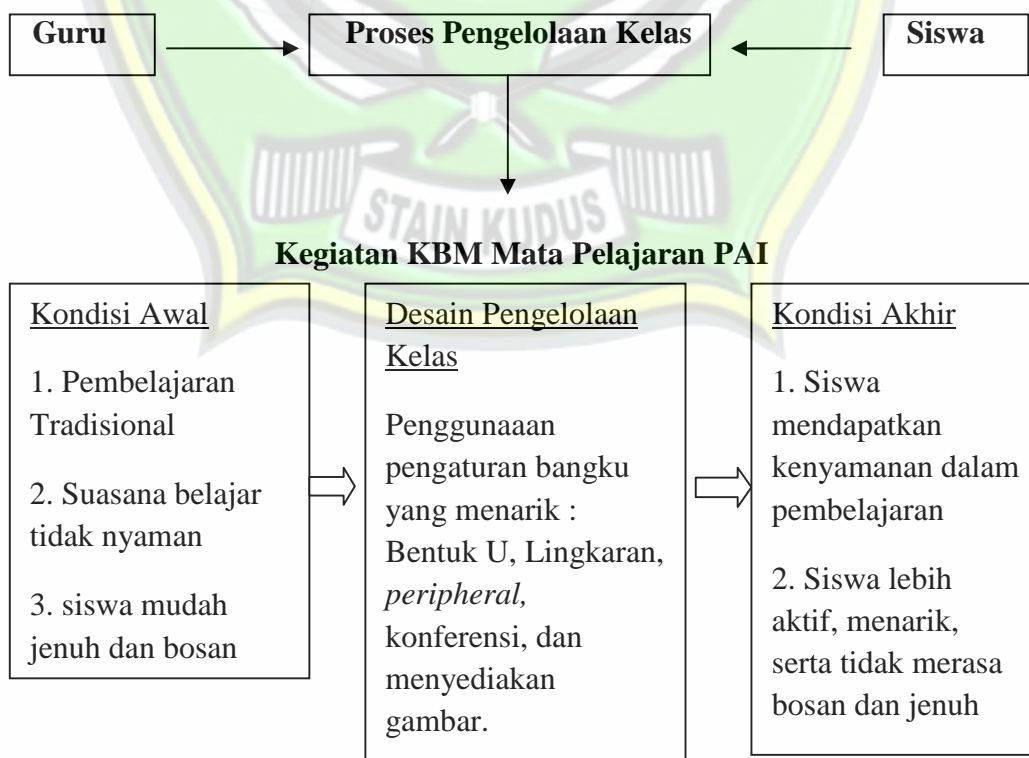 Guru
Proses Pengelolaan Kelas
Siswa
STAIN KUDUS
Kegiatan KBM Mata Pelajaran PAI
Kondisi Awal
1. Pembelajaran
Tradisional
2. Suasana belajar
tidak nyaman
3. siswa mudah
jenuh dan bosan
Desain Pengelolaan
Kelas
Penggunaaan
pengaturan bangku
yang menarik :
Bentuk U, Lingkaran,
peripheral,
konferensi, dan
menyediakan
gambar.
Kondisi Akhir
1. Siswa
mendapatkan
kenyamanan dalam
pembelajaran
2. Siswa lebih
aktif, menarik,
serta tidak merasa
bosan dan jenuh